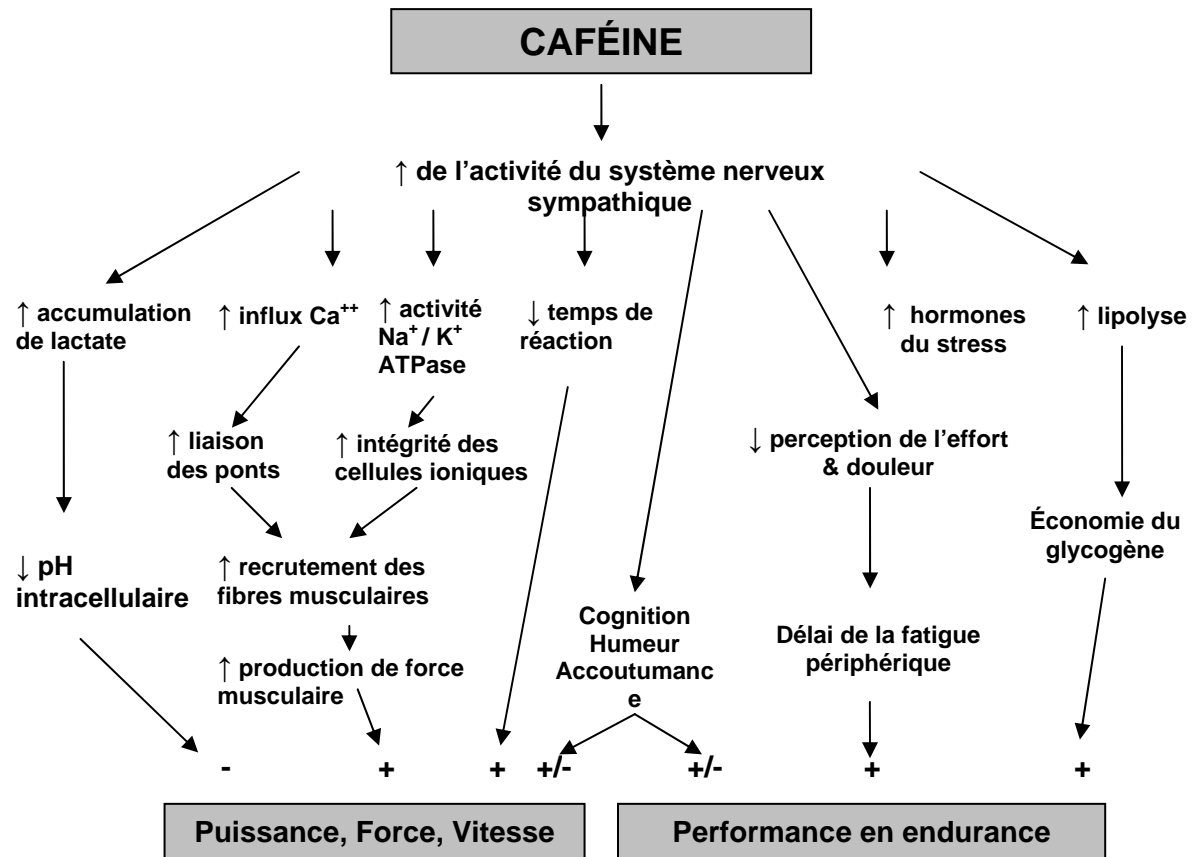 CAFÉINE
↑ de l’activité du système nerveux
sympathique
↑ accumulation
de lactate
↑ influx Ca⁺⁺
↑ activité
Na⁺ / K⁺
ATPase
↓ temps de
réaction
↑ hormones
du stress
↑ lipolyse
↑ liaison
des ponts
↑ intégrité des
cellules ioniques
↓ perception de l’effort
& douleur
Économie du
glycogène
↓ pH
intracellulaire
↑ recrutement des
fibres musculaires
Cognition
Humeur
Accoutumanc
e
Délai de la fatigue
périphérique
↑ production de force
musculaire
- + + +/- +/- + +
Puissance, Force, Vitesse
Performance en endurance